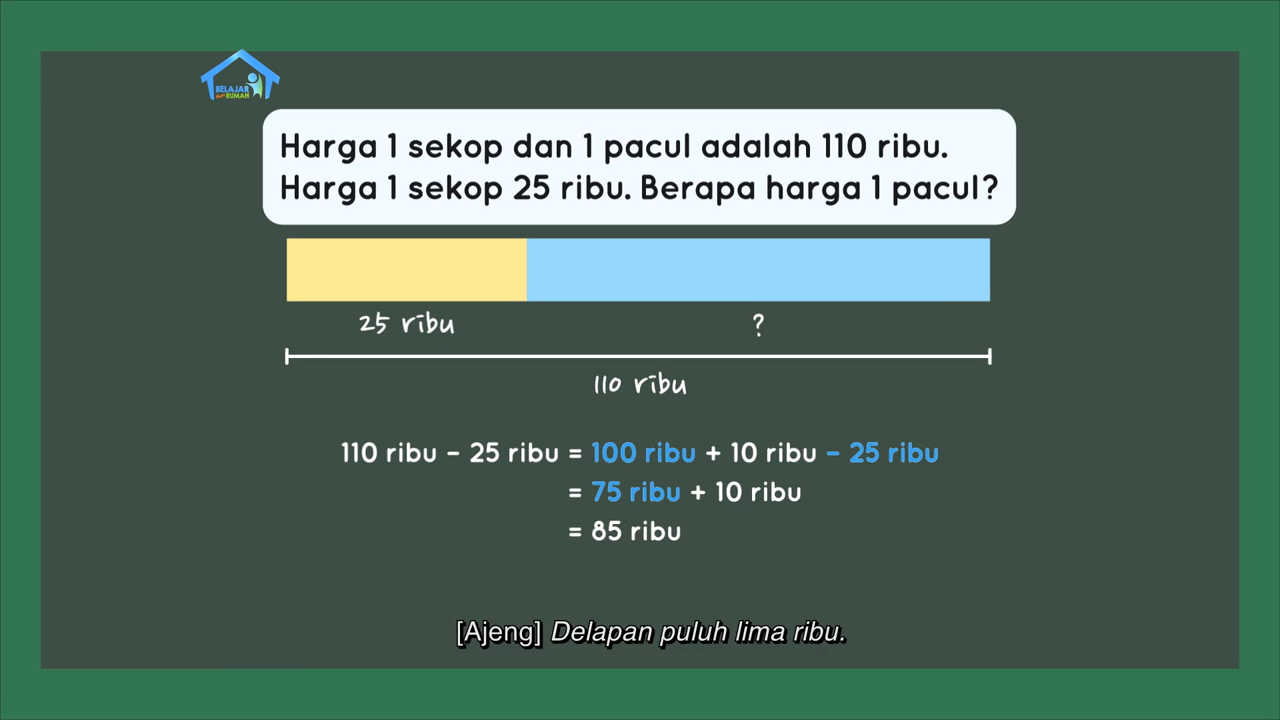 BELAJAR
dari RUMAH
Harga 1 sekop dan 1 pacul adalah 110 ribu.
Harga 1 sekop 25 ribu. Berapa harga 1 pacul?
25 ribu ?
110 ribu
110 ribu - 25 ribu = 100 ribu + 10 ribu - 25 ribu
= 75 ribu + 10 ribu
= 85 ribu
[Ajeng] Delapan puluh lima ribu.